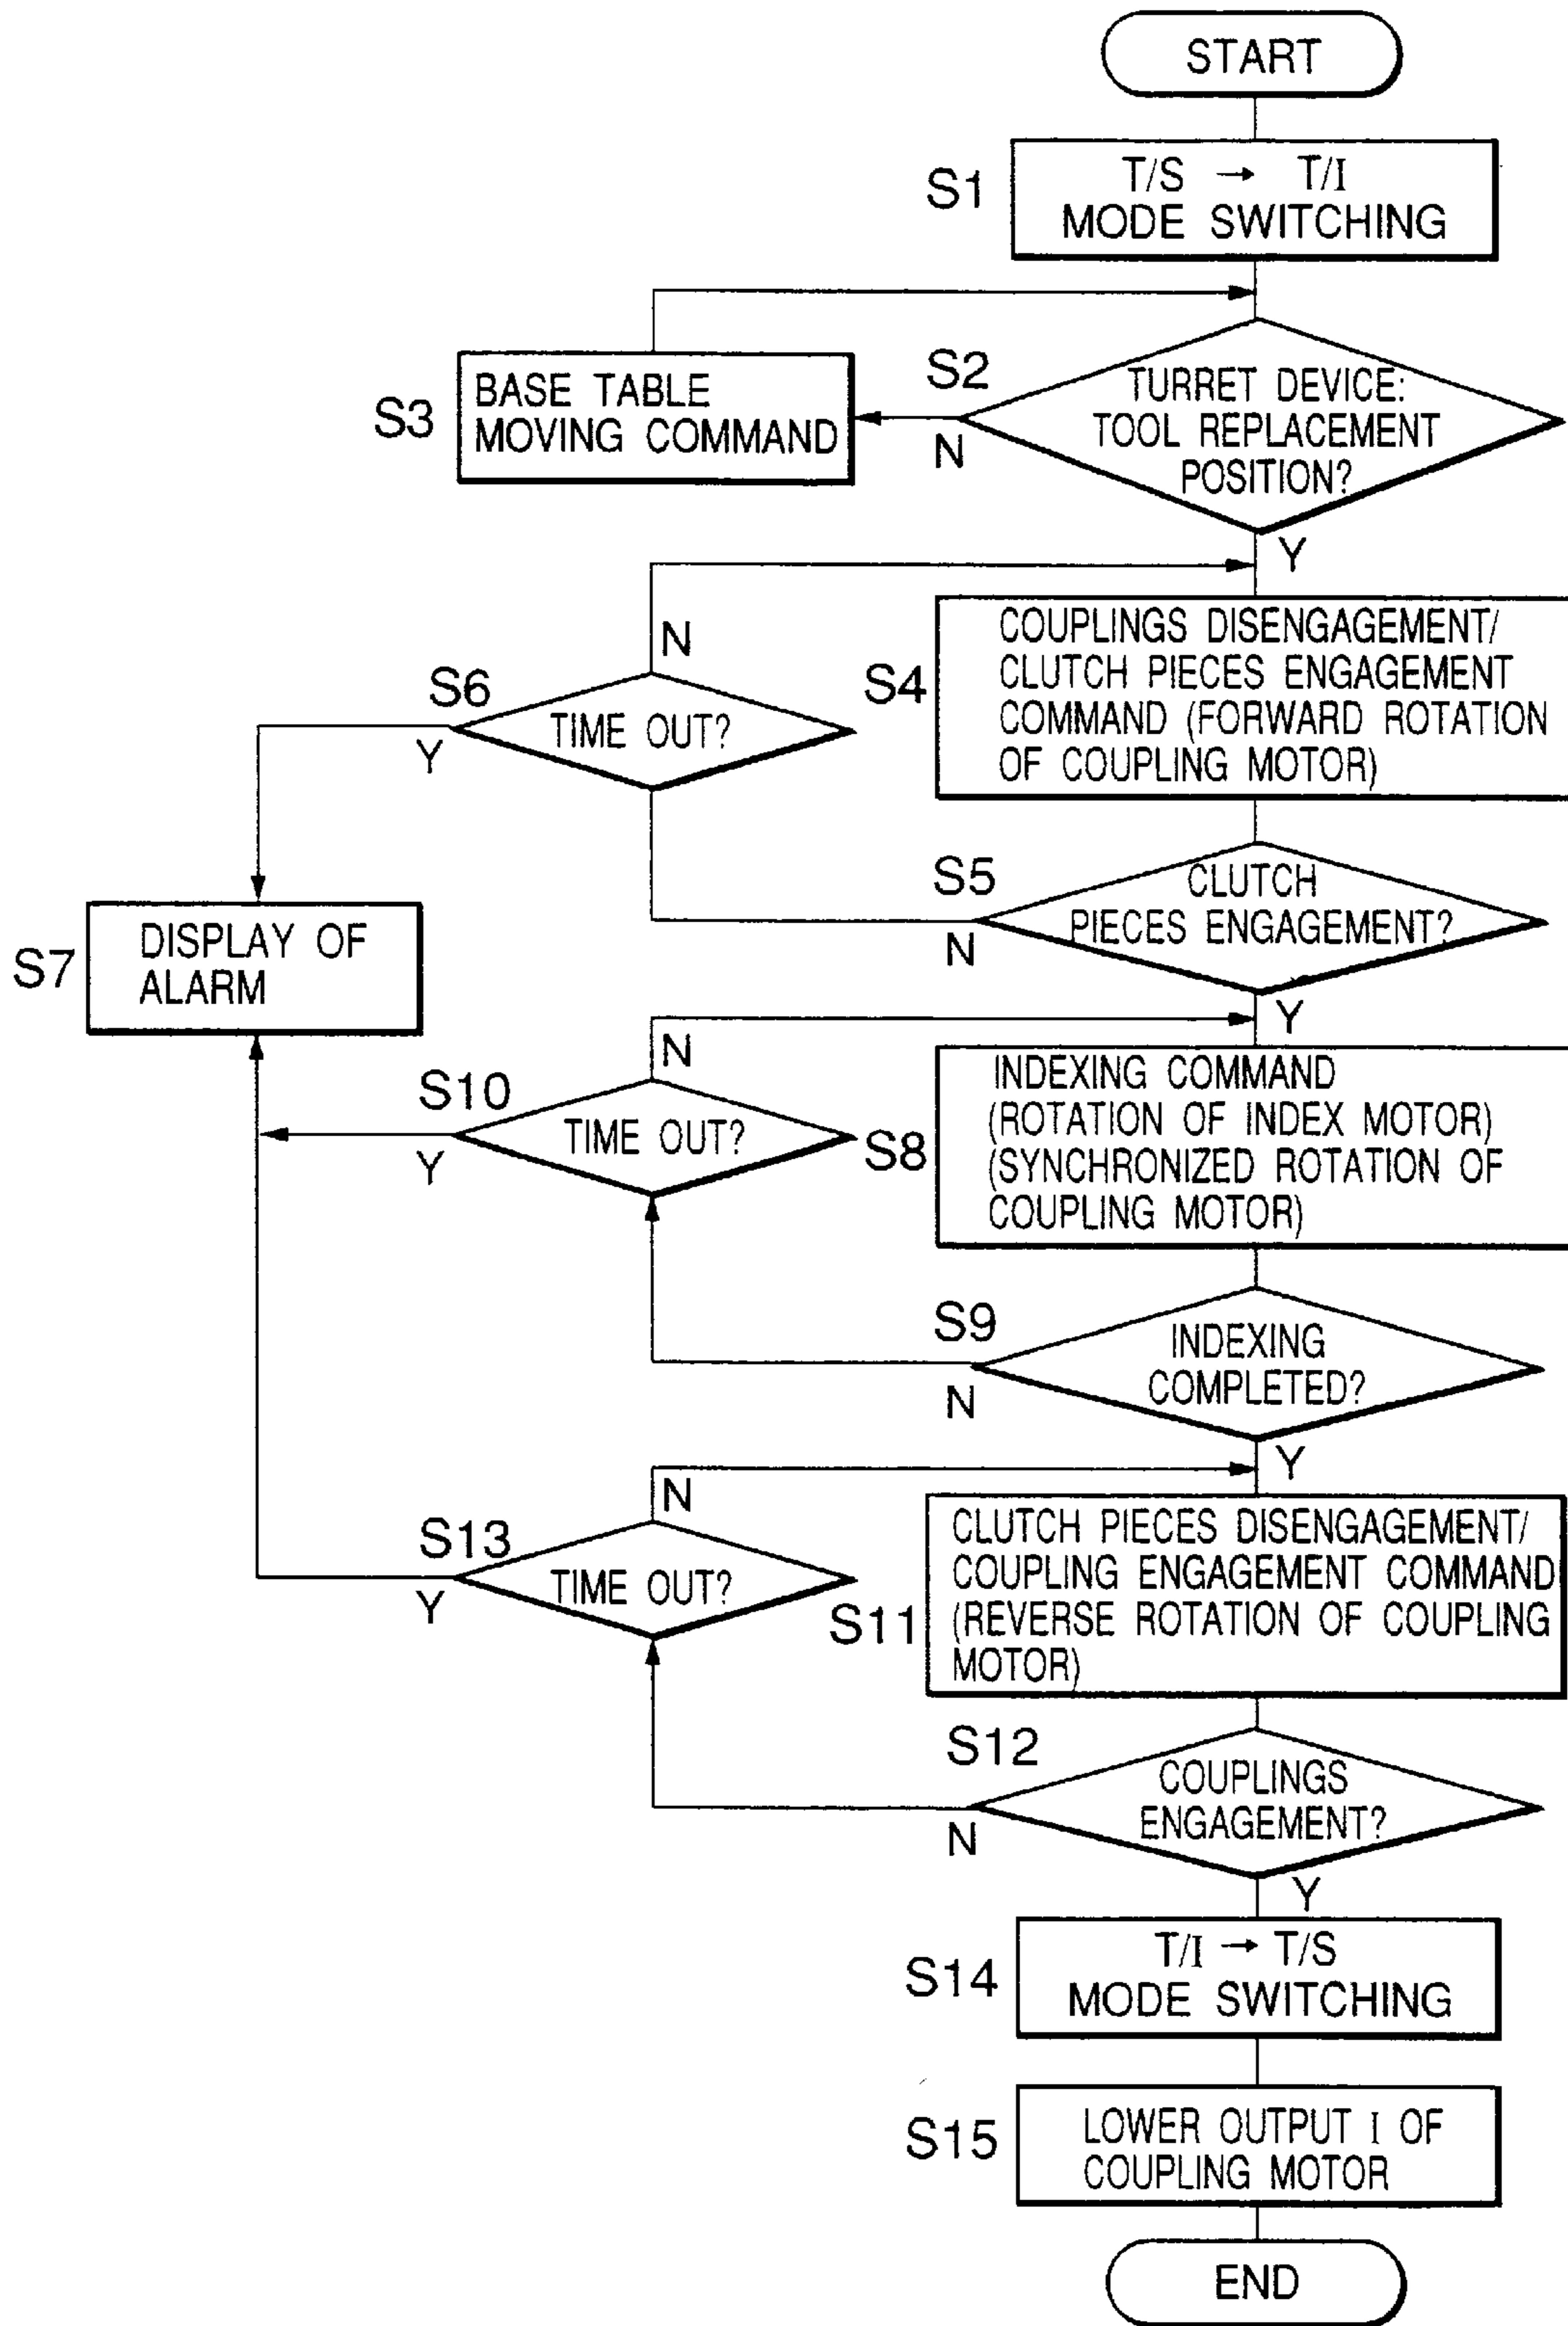 START
S1
T/S → T/I
MODE SWITCHING
S2
TURRET DEVICE:
TOOL REPLACEMENT
POSITION?
N
Y
S3
BASE TABLE
MOVING COMMAND
S4
COUPLINGS DISENGAGEMENT/
CLUTCH PIECES ENGAGEMENT
COMMAND (FORWARD ROTATION
OF COUPLING MOTOR)
S5
CLUTCH
PIECES ENGAGEMENT?
N
Y
S6
TIME OUT?
N
Y
S7
DISPLAY OF
ALARM
S8
INDEXING COMMAND
(ROTATION OF INDEX MOTOR)
(SYNCHRONIZED ROTATION OF
COUPLING MOTOR)
S9
INDEXING
COMPLETED?
N
Y
S10
TIME OUT?
N
Y
S11
CLUTCH PIECES DISENGAGEMENT/
COUPLING ENGAGEMENT COMMAND
(REVERSE ROTATION OF COUPLING
MOTOR)
S12
COUPLINGS
ENGAGEMENT?
N
Y
S13
TIME OUT?
N
Y
S14
T/I → T/S
MODE SWITCHING
S15
LOWER OUTPUT I OF
COUPLING MOTOR
END